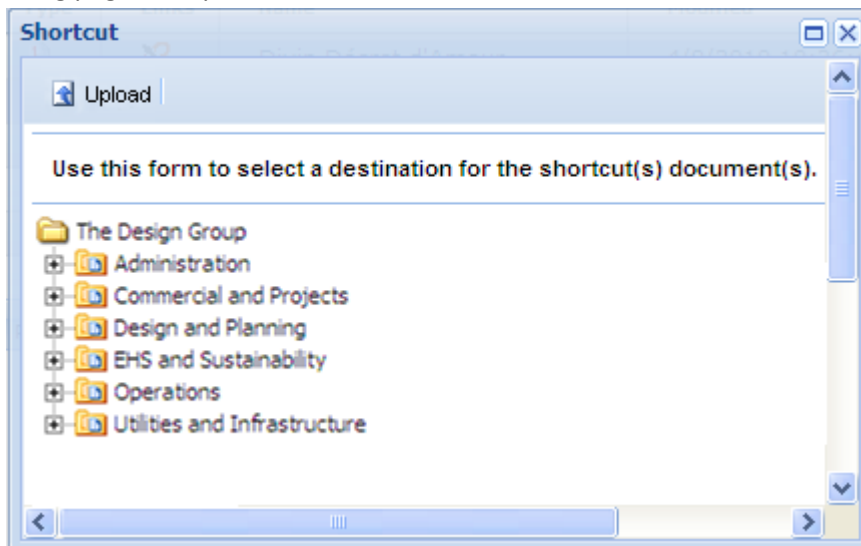 Shortcut
Upload
Use this form to select a destination for the shortcut(s) document(s).
The Design Group
Administration
Commercial and Projects
Design and Planning
EHS and Sustainability
Operations
Utilities and Infrastructure